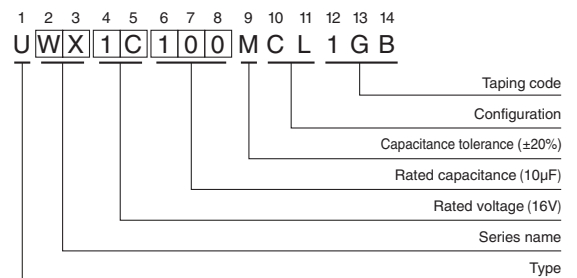 1 2 3 4 5 6 7 8 9 10 11 12 13 14
U W X 1 C 1 0 0 M C L 1 G B
Taping code
Configuration
Capacitance tolerance (±20%)
Rated capacitance (10µF)
Rated voltage (16V)
Series name
Type